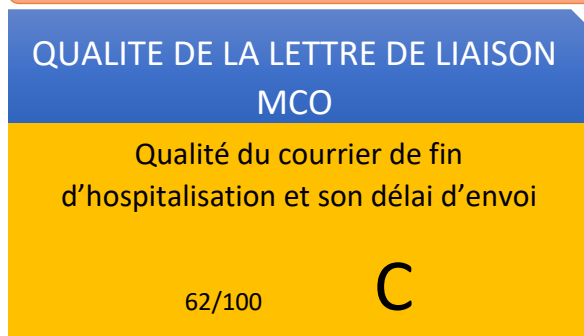 QUALITE DE LA LETTRE DE LIAISON
MCO
Qualité du courrier de fin
d’hospitalisation et son délai d’envoi
62/100 C